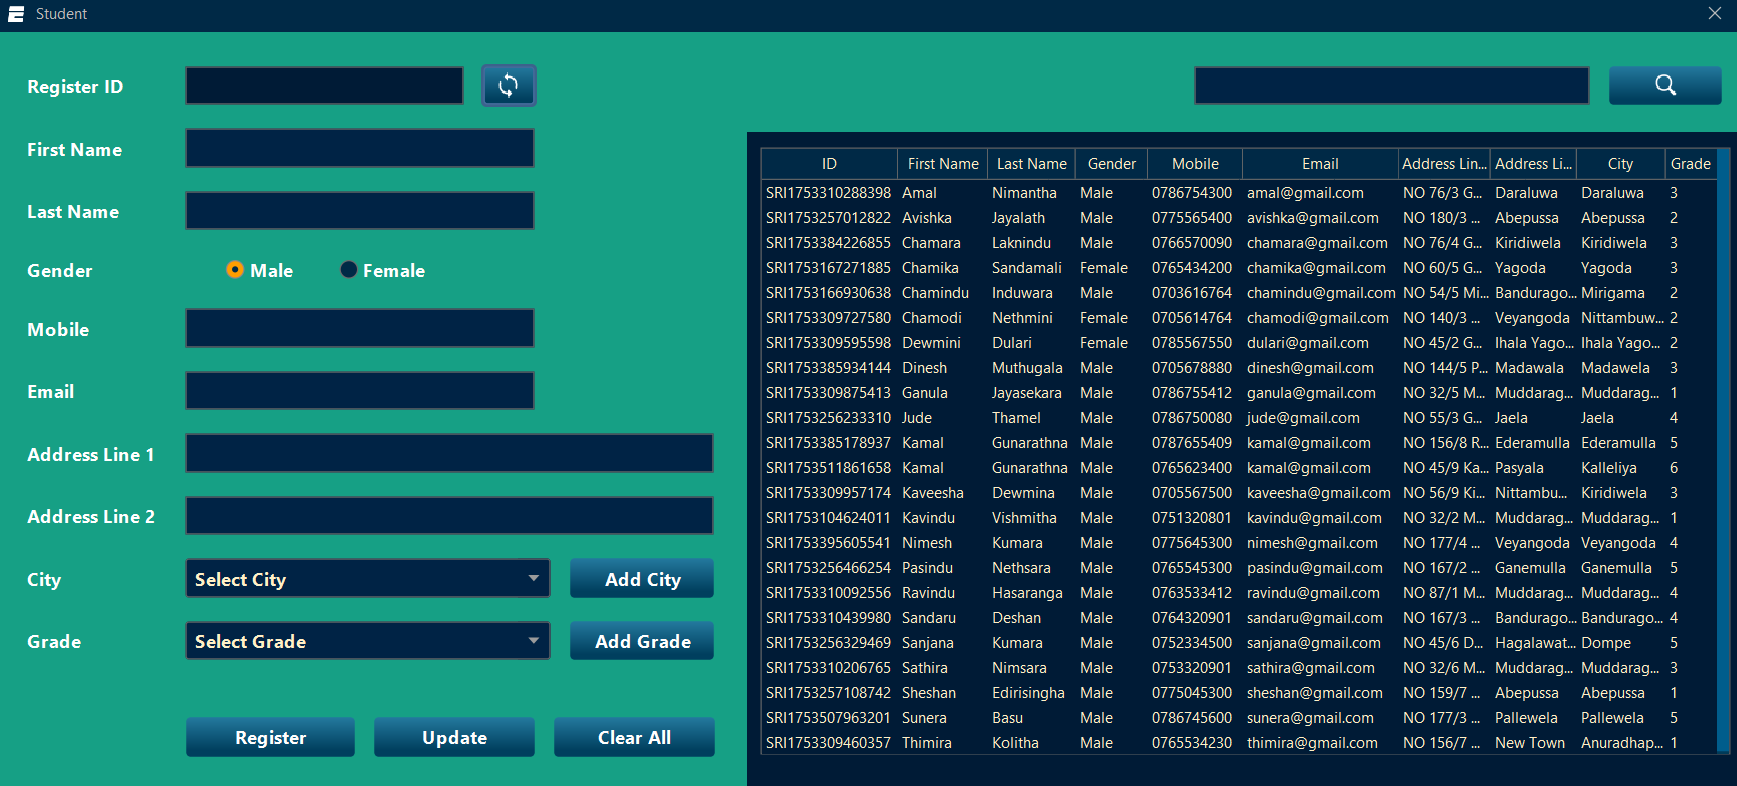 Student
Register ID
First Name
Last Name
Gender Male Female
Mobile
Email
Address Line 1
Address Line 2
City Select City Add City
Grade Select Grade Add Grade
Register Update Clear All
ID First Name Last Name Gender Mobile Email Address Lin... Address Li... City Grade
SRI1753310288398 Amal Nimantha Male 0786754300 amal@gmail.com NO 76/3 G... Daraluwa Daraluwa 3
SRI1753257012822 Avishka Jayalath Male 0775565400 avishka@gmail.com NO 180/3 ... Abepussa Abepussa 2
SRI1753384226855 Chamara Laknindu Male 0766570090 chamara@gmail.com NO 76/4 G... Kiridiwela Kiridiwela 3
SRI1753167271885 Chamika Sandamali Female 0765434200 chamika@gmail.com NO 60/5 G... Yagoda Yagoda 3
SRI1753166930638 Chamindu Induwara Male 0703616764 chamindu@gmail.com NO 54/5 Mi... Bandurago... Mirigama 2
SRI1753309727580 Chamodi Nethmini Female 0705614764 chamodi@gmail.com NO 140/3 ... Veyangoda Nittambuw... 2
SRI1753309595598 Dewmini Dulari Female 0785567550 dulari@gmail.com NO 45/2 G... Ihala Yago... Ihala Yago... 2
SRI1753385934144 Dinesh Muthugala Male 0705678880 dinesh@gmail.com NO 144/5 P... Madawala Madawela 3
SRI1753309875413 Ganula Jayasekara Male 0786755412 ganula@gmail.com NO 32/5 M... Muddarag... Muddarag... 1
SRI1753256233310 Jude Thamel Male 0786750080 jude@gmail.com NO 55/3 G... Jaela Jaela 4
SRI1753385178937 Kamal Gunarathna Male 0787655409 kamal@gmail.com NO 156/8 R... Ederamulla Ederamulla 5
SRI1753511861658 Kamal Gunarathna Male 0765623400 kamal@gmail.com NO 45/9 Ka... Pasyala Kalleliya 6
SRI1753309957174 Kaveesha Dewmina Male 0705567500 kaveesha@gmail.com NO 56/9 Ki... Nittambu... Kiridiwela 3
SRI1753104624011 Kavindu Vishmitha Male 0751320801 kavindu@gmail.com NO 32/2 M... Muddarag... Muddarag... 1
SRI1753395605541 Nimesh Kumara Male 0775645300 nimesh@gmail.com NO 177/4 ... Veyangoda Veyangoda 4
SRI1753256466254 Pasindu Nethsara Male 0765545300 pasindu@gmail.com NO 167/2 ... Ganemulla Ganemulla 5
SRI1753310092556 Ravindu Hasaranga Male 0763533412 ravindu@gmail.com NO 87/1 M... Muddarag... Muddarag... 4
SRI1753310439980 Sandaru Deshan Male 0764320901 sandaru@gmail.com NO 167/3 ... Bandurago... Bandurago... 4
SRI1753256329469 Sanjana Kumara Male 0752334500 sanjana@gmail.com NO 45/6 D... Hagalawat... Dompe 5
SRI1753310206765 Sathira Nimsara Male 0753320901 sathira@gmail.com NO 32/6 M... Muddarag... Muddarag... 3
SRI1753257108742 Sheshan Edirisingha Male 0775045300 sheshan@gmail.com NO 159/7 ... Abepussa Abepussa 1
SRI1753507963201 Sunera Basu Male 0786745600 sunera@gmail.com NO 177/3 ... Pallewela Pallewela 5
SRI1753309460357 Thimira Kolitha Male 0765534230 thimira@gmail.com NO 156/7 ... New Town Anuradhap... 1